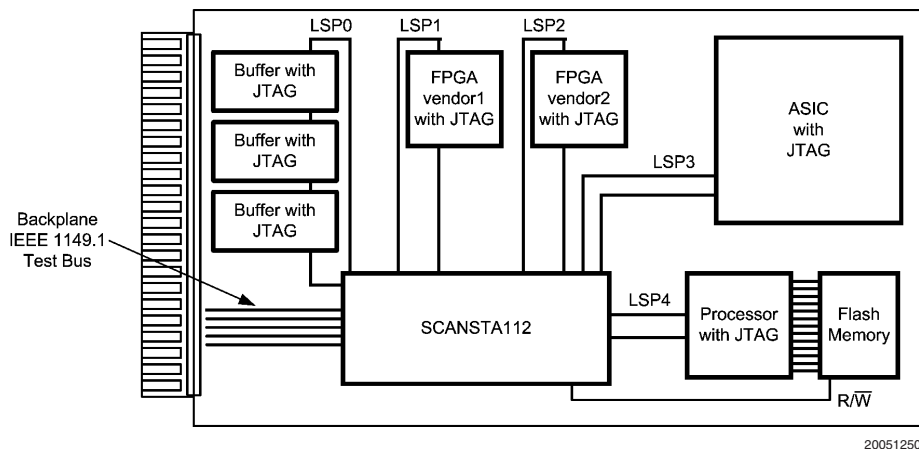 LSP0
LSP1
LSP2
Buffer with
JTAG
Buffer with
JTAG
Buffer with
JTAG
FPGA
vendor1
with JTAG
FPGA
vendor2
with JTAG
ASIC
with
JTAG
LSP3
Backplane
IEEE 1149.1
Test Bus
SCANSTA112
LSP4
Processor
with JTAG
Flash
Memory
R/W̅
20051250